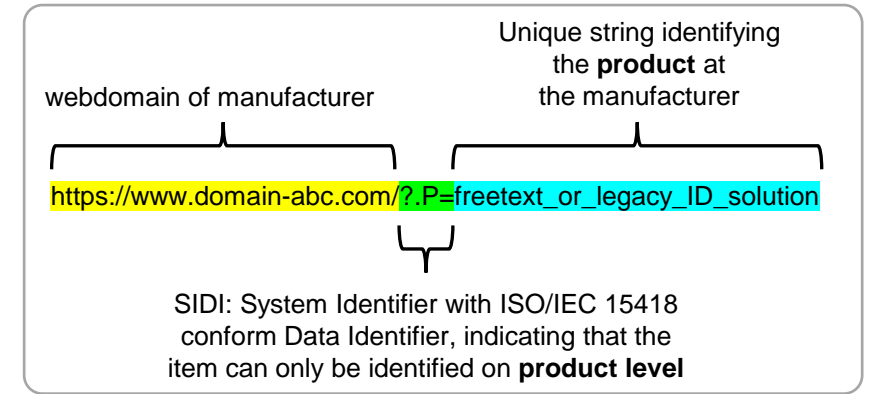 Unique string identifying
the product at
the manufacturer
webdomain of manufacturer
https://www.domain-abc.com/?.P=freetext_or_legacy_ID_solution
SIDI: System Identifier with ISO/IEC 15418
conform Data Identifier, indicating that the
item can only be identified on product level